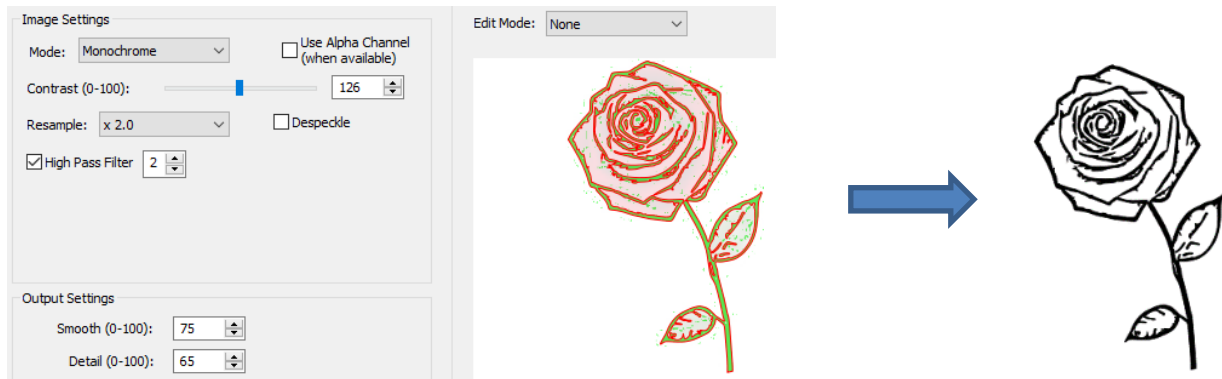 Image Settings
Mode: Monochrome
Use Alpha Channel
(when available)
Contrast (0-100): 126
Resample: x 2.0
Despeckle
High Pass Filter 2
Output Settings
Smooth (0-100): 75
Detail (0-100): 65
Edit Mode: None